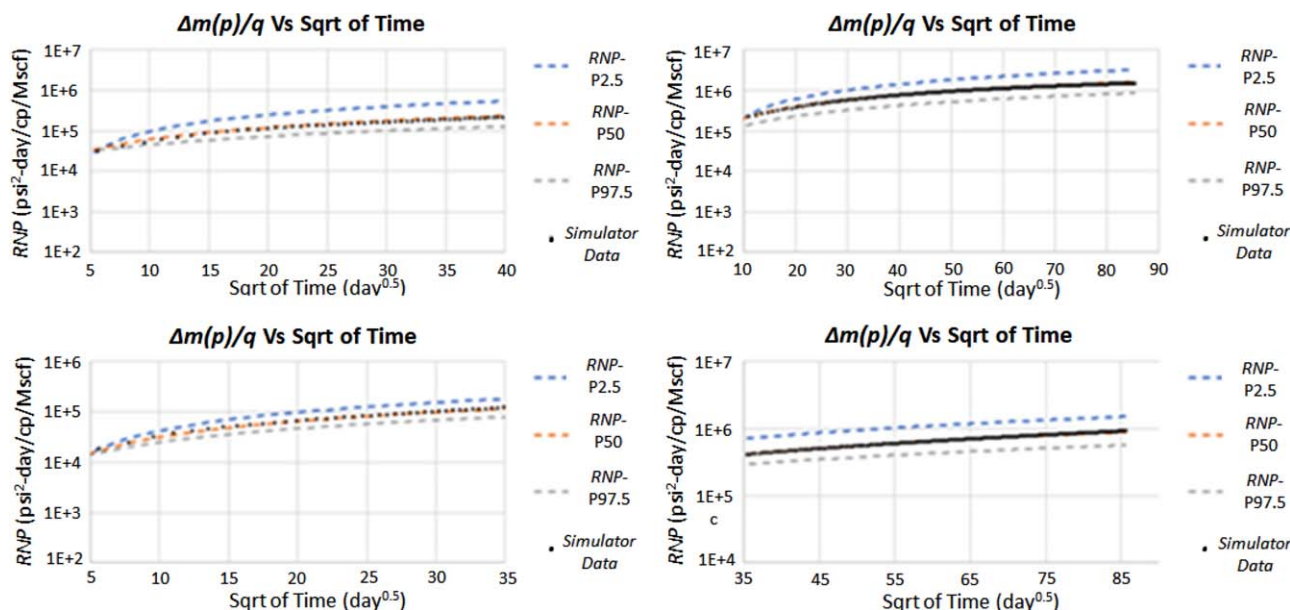 Δm(p)/q Vs Sqrt of Time
RNP (psi²-day/cp/Mscf)
1E+7
1E+6
1E+5
1E+4
1E+3
1E+2
5 10 15 20 25 30 35 40
Sqrt of Time (day⁰·⁵)
RNP-
P2.5
RNP-
P50
RNP-
P97.5
Simulator
Data
Δm(p)/q Vs Sqrt of Time
RNP (psi²-day/cp/Mscf)
1E+7
1E+6
1E+5
1E+4
1E+3
1E+2
10 20 30 40 50 60 70 80 90
Sqrt of Time (day⁰·⁵)
RNP-
P2.5
RNP-
P50
RNP-
P97.5
Simulator
Data
Δm(p)/q Vs Sqrt of Time
RNP (psi²-day/cp/Mscf)
1E+6
1E+5
1E+4
1E+3
1E+2
5 10 15 20 25 30 35
Sqrt of Time (day⁰·⁵)
RNP-
P2.5
RNP-
P50
RNP-
P97.5
Simulator
Data
Δm(p)/q Vs Sqrt of Time
RNP (psi²-day/cp/Mscf)
1E+7
1E+6
1E+5
c
1E+4
35 45 55 65 75 85
Sqrt of Time (day⁰·⁵)
RNP-
P2.5
RNP-
P50
RNP-
P97.5
Simulator
Data